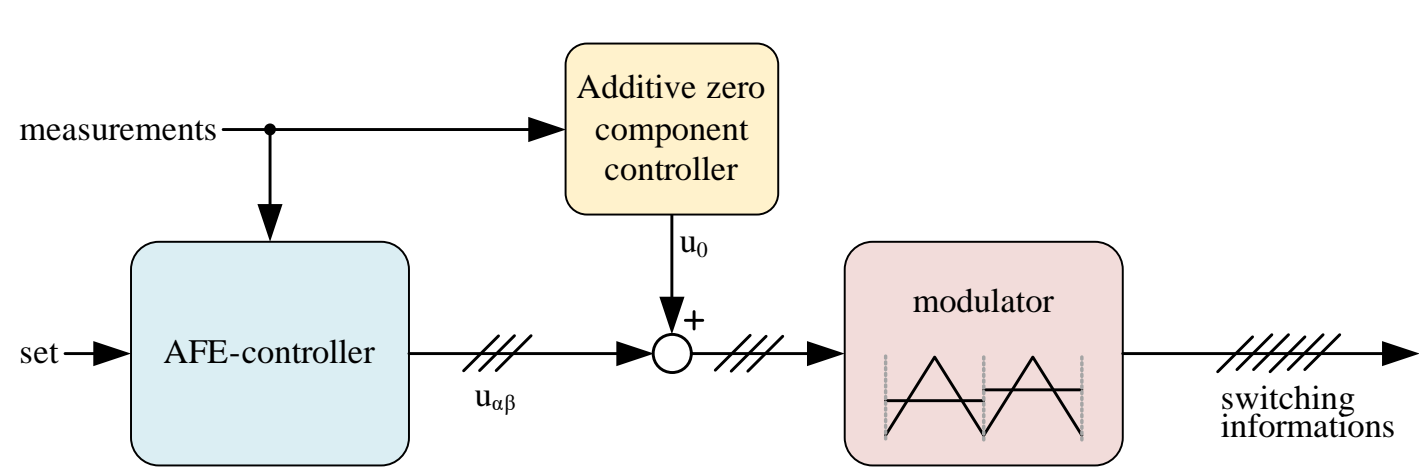 Additive zero
component
controller
measurements
u₀
+
modulator
set
AFE-controller
uαβ
switching
informations